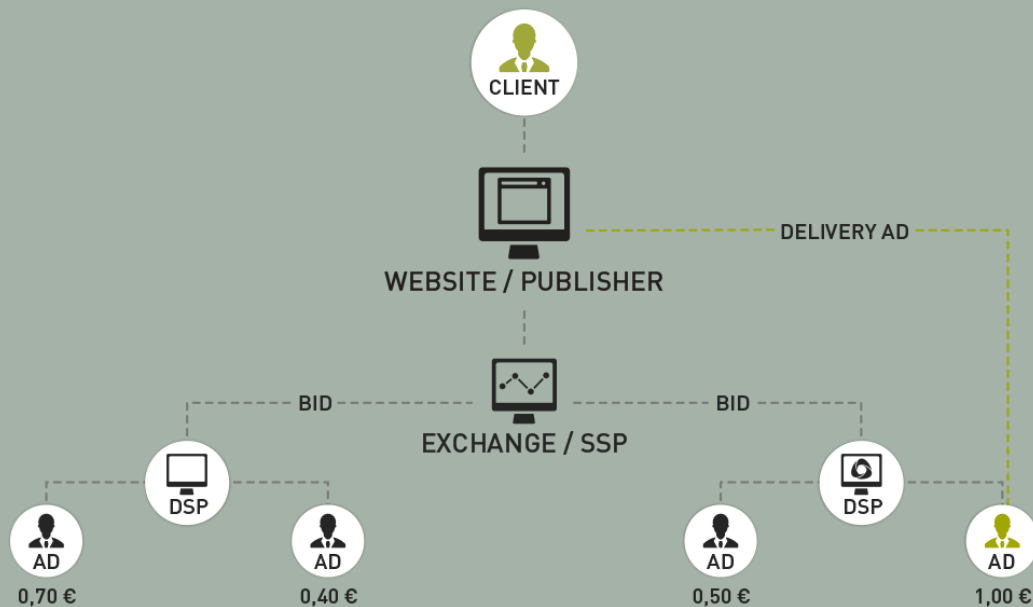 CLIENT
WEBSITE / PUBLISHER
DELIVERY AD
BID
BID
EXCHANGE / SSP
DSP
DSP
AD
AD
AD
AD
0,70 €
0,40 €
0,50 €
1,00 €